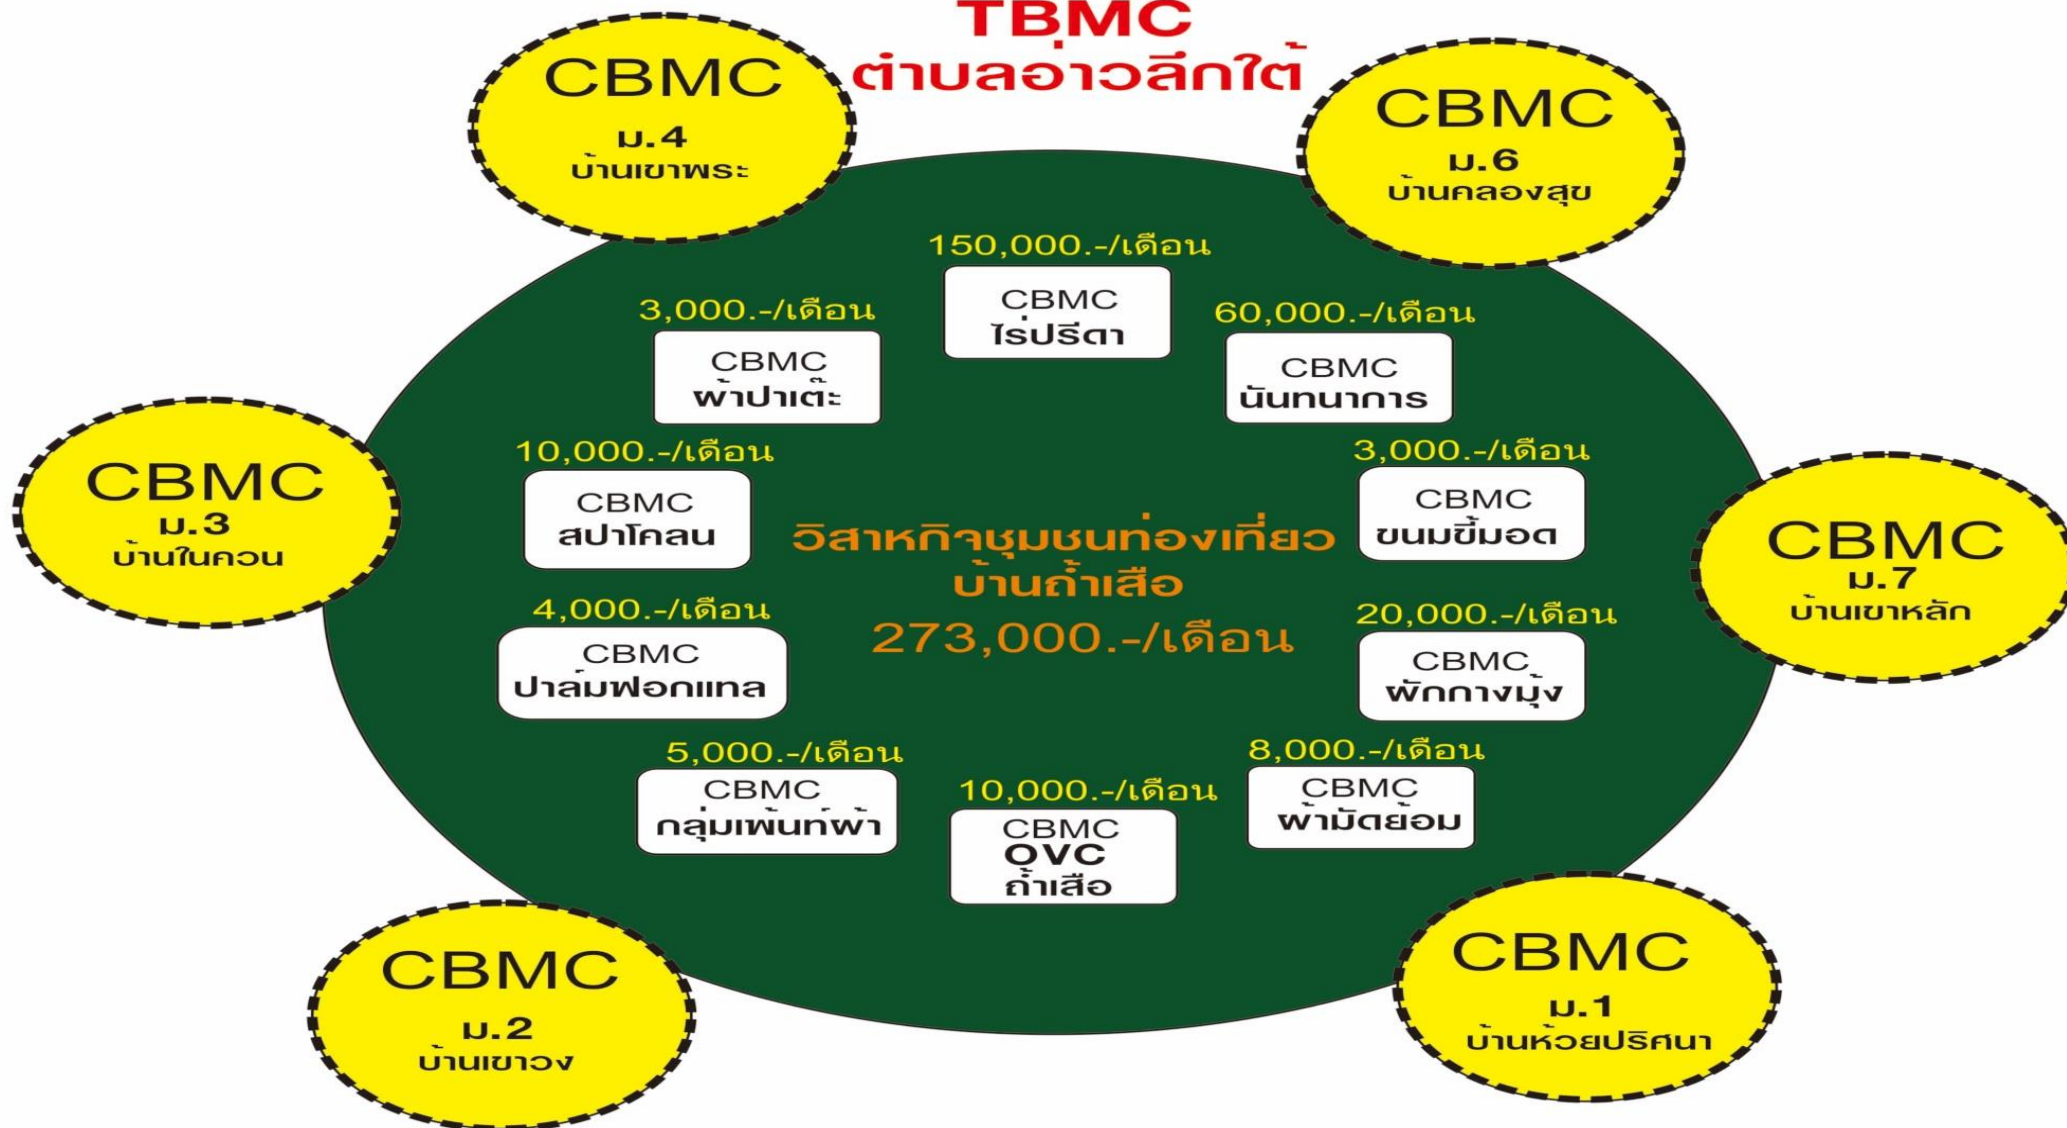 TBMC
ตำบลอ่าวลึกใต้
CBMC
ม.4
บ้านเขาพระ
CBMC
ม.6
บ้านคลองสุข
150,000.-/เดือน
CBMC
ไร่ปรีดา
3,000.-/เดือน
CBMC
ผ้าปาเต๊ะ
60,000.-/เดือน
CBMC
นันทนาการ
10,000.-/เดือน
CBMC
สปาโคลน
3,000.-/เดือน
CBMC
ขนมขี้มอด
CBMC
ม.3
บ้านในควน
วิสาหกิจชุมชนท่องเที่ยว
บ้านถ้ำเสือ
273,000.-/เดือน
CBMC
ม.7
บ้านเขาหลัก
4,000.-/เดือน
CBMC
ปาล์มฟอกแทล
20,000.-/เดือน
CBMC
ผักกางมุ้ง
5,000.-/เดือน
CBMC
กลุ่มเพ้นท์ผ้า
10,000.-/เดือน
CBMC
OVC
ถ้ำเสือ
8,000.-/เดือน
CBMC
ผ้ามัดย้อม
CBMC
ม.2
บ้านเขาวง
CBMC
ม.1
บ้านห้วยปริศนา